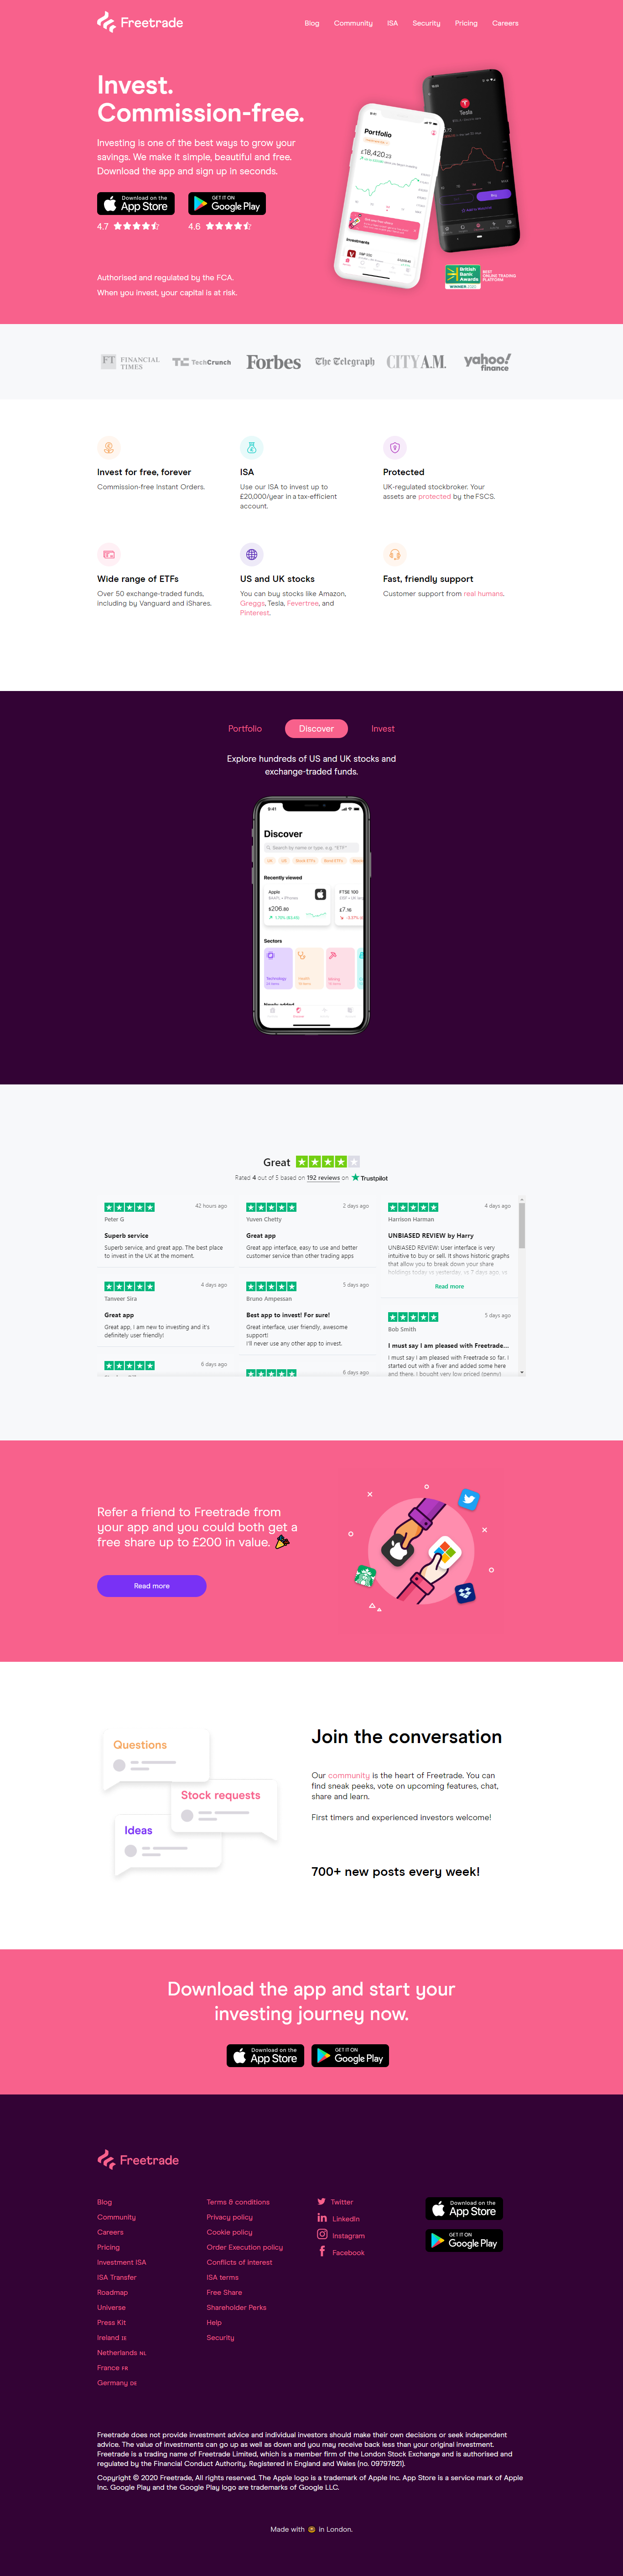 Freetrade
Blog
Community
ISA
Security
Pricing
Careers
Invest.
Commission-free.
Investing is one of the best ways to grow your
savings. We make it simple, beautiful and free.
Download the app and sign up in seconds.
Download on the
App Store
GET IT ON
Google Play
4.7
4.6
Authorised and regulated by the FCA.
When you invest, your capital is at risk.
Portfolio
£18,420.23
Investments
Tesla
Buy
British
Bank
Awards
WINNER
BEST
ONLINE TRADING
PLATFORM
FT FINANCIAL
TIMES
TC TechCrunch
Forbes
The Telegraph
CITY A.M.
yahoo!
finance
Invest for free, forever
Commission-free Instant Orders.
ISA
Use our ISA to invest up to
£20,000/year in a tax-efficient
account.
Protected
UK-regulated stockbroker. Your
assets are protected by the FSCS.
Wide range of ETFs
Over 50 exchange-traded funds,
including by Vanguard and iShares.
US and UK stocks
You can buy stocks like Amazon,
Greggs, Tesla, Fevertree, and
Pinterest.
Fast, friendly support
Customer support from real humans.
Portfolio
Discover
Invest
Explore hundreds of US and UK stocks and
exchange-traded funds.
9:41
Discover
Search by name or type, e.g. "ETF"
Recently viewed
Apple
£206.80
FTSE 100
£7.16
Sectors
Technology
Health
Mining
Great
Rated 4 out of 5 based on 192 reviews on Trustpilot
42 hours ago
Peter G
Superb service
Superb service, and great app. The best place
to invest in the UK at the moment.
2 days ago
Yuven Chetty
Great app
Great app interface, easy to use and better
customer service than other trading apps
4 days ago
Harrison Harman
UNBIASED REVIEW by Harry
UNBIASED REVIEW: User interface is very
intuitive to buy or sell. It shows historic graphs
that allow you to break down your share
holdings today vs yesterday, vs 7 days ago, vs
Read more
4 days ago
Tanveer Sira
Great app
Great app, I am new to investing and it's
definitely user friendly!
5 days ago
Bruno Ampessan
Best app to invest! For sure!
Great interface, user friendly, awesome
support!
I'll never use any other app to invest.
5 days ago
Bob Smith
I must say I am pleased with Freetrade...
I must say I am pleased with Freetrade so far. I
started out with a fiver and added some here
and there. I bought very low priced (penny)
6 days ago
6 days ago
Refer a friend to Freetrade from
your app and you could both get a
free share up to £200 in value.
Read more
Questions
Stock requests
Ideas
Join the conversation
Our community is the heart of Freetrade. You can
find sneak peeks, vote on upcoming features, chat,
share and learn.
First timers and experienced investors welcome!
700+ new posts every week!
Download the app and start your
investing journey now.
Download on the
App Store
GET IT ON
Google Play
Freetrade
Blog
Community
Careers
Pricing
Investment ISA
ISA Transfer
Roadmap
Universe
Press Kit
Ireland IE
Netherlands NL
France FR
Germany DE
Terms & conditions
Privacy policy
Cookie policy
Order Execution policy
Conflicts of interest
ISA terms
Free Share
Shareholder Perks
Help
Security
Twitter
LinkedIn
Instagram
Facebook
Download on the
App Store
GET IT ON
Google Play
Freetrade does not provide investment advice and individual investors should make their own decisions or seek independent
advice. The value of investments can go up as well as down and you may receive back less than your original investment.
Freetrade is a trading name of Freetrade Limited, which is a member firm of the London Stock Exchange and is authorised and
regulated by the Financial Conduct Authority. Registered in England and Wales (no. 09797821).
Copyright © 2020 Freetrade, All rights reserved. The Apple logo is a trademark of Apple Inc. App Store is a service mark of Apple
Inc. Google Play and the Google Play logo are trademarks of Google LLC.
Made with
in London.